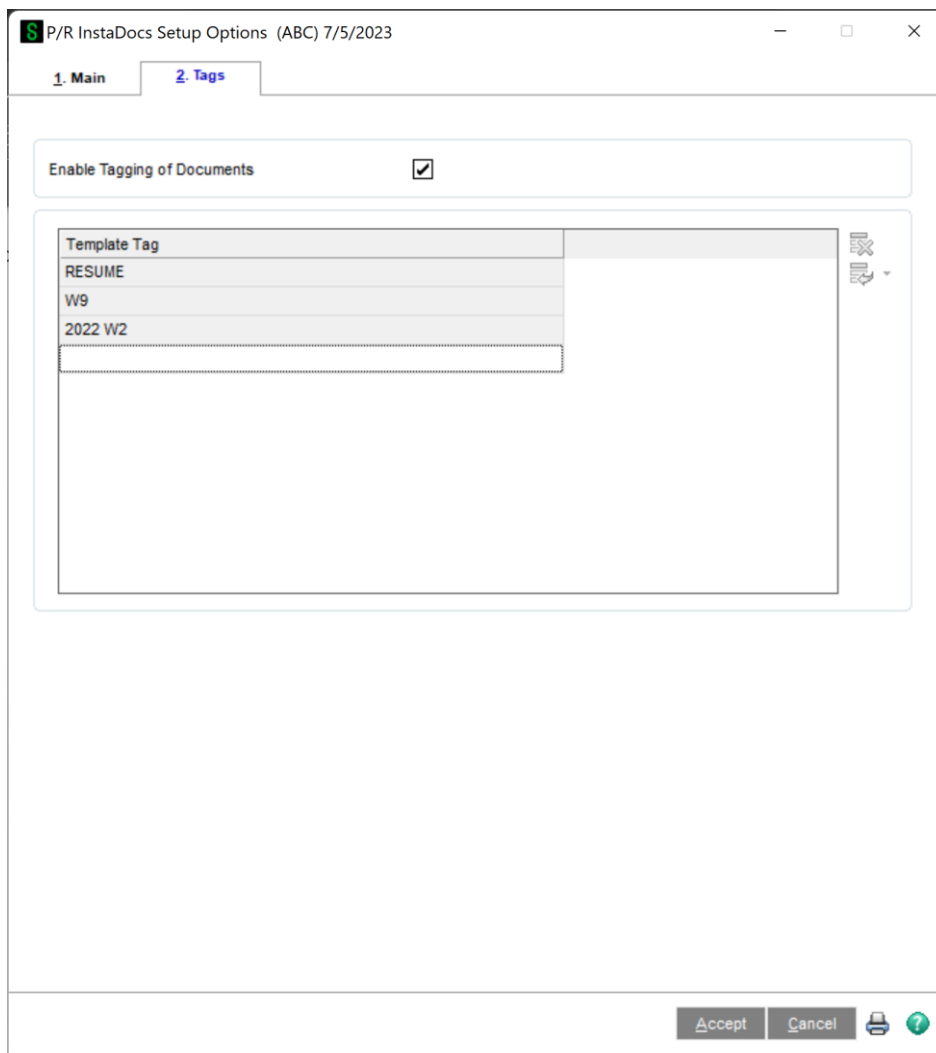 S P/R InstaDocs Setup Options (ABC) 7/5/2023
1. Main 2. Tags
Enable Tagging of Documents
Template Tag
RESUME
W9
2022 W2
Accept Cancel ?